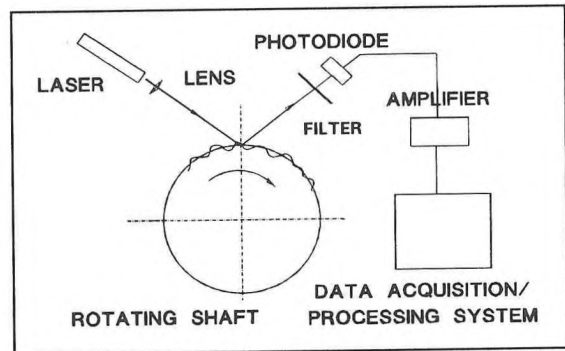 PHOTODIODE
LASER
LENS
FILTER
AMPLIFIER
ROTATING SHAFT
DATA ACQUISITION/
PROCESSING SYSTEM